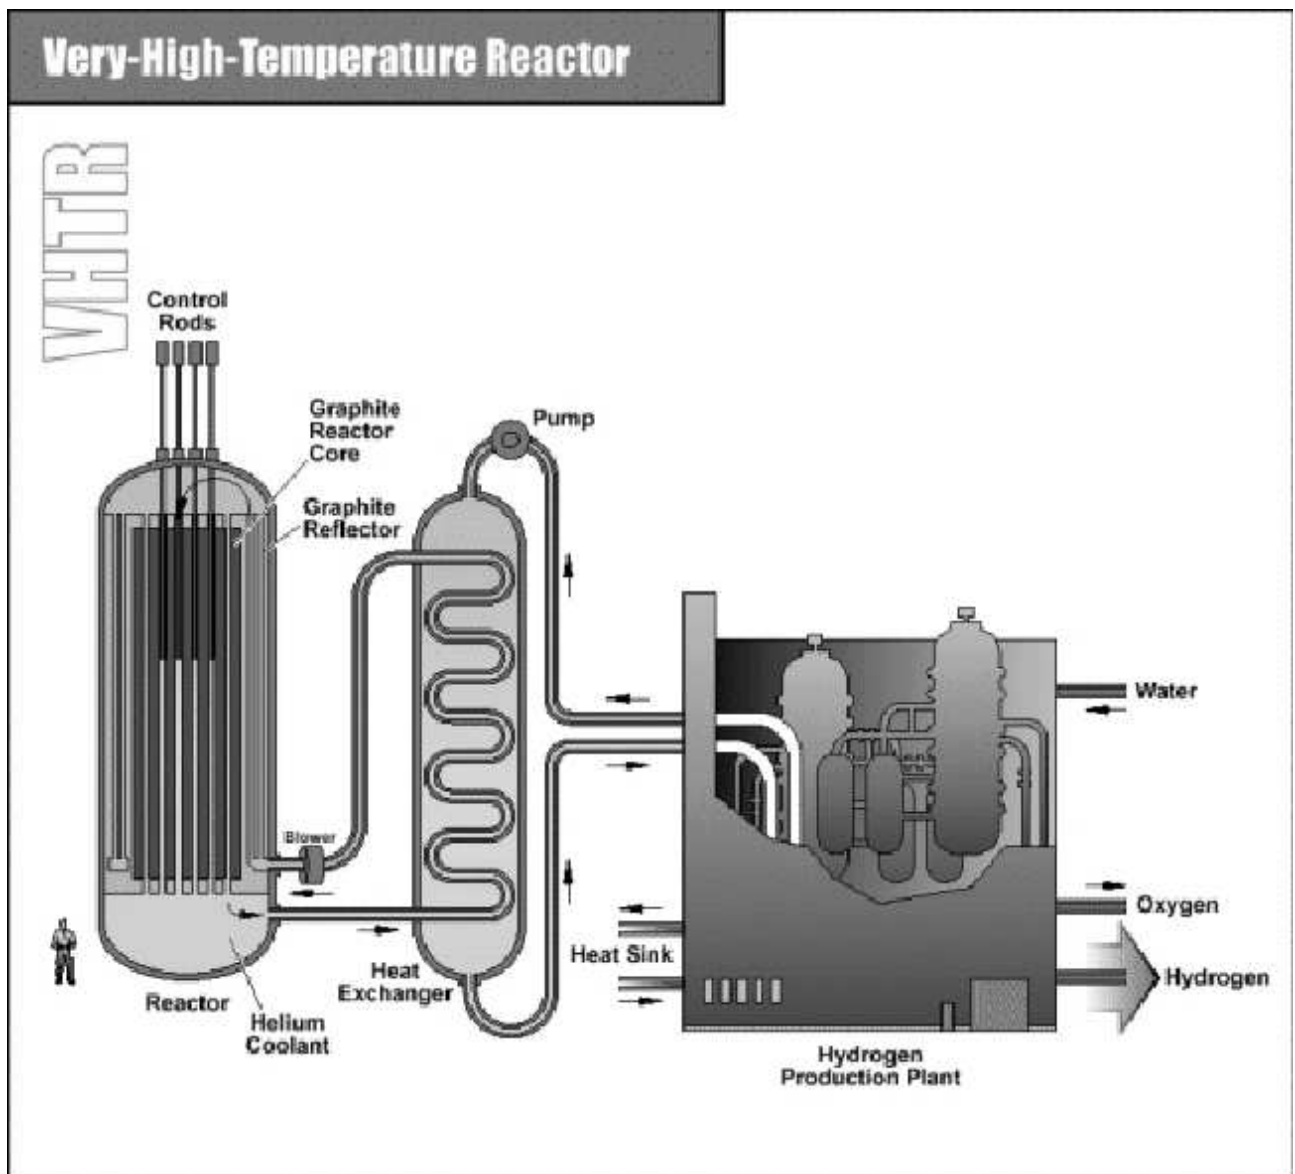 Very-High-Temperature Reactor
VHTR
Control
Rods
Graphite
Reactor
Core
Graphite
Reflector
Pump
Blower
Water
Oxygen
Heat Sink
Hydrogen
Heat
Exchanger
Reactor
Helium
Coolant
Hydrogen
Production Plant